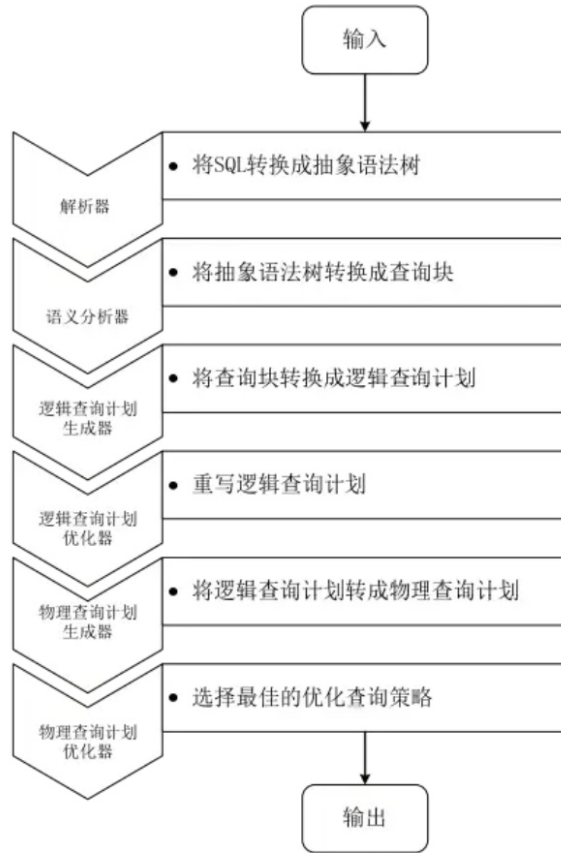 输入
• 将SQL转换成抽象语法树
解析器
• 将抽象语法树转换成查询块
语义分析器
• 将查询块转换成逻辑查询计划
逻辑查询计划
生成器
• 重写逻辑查询计划
逻辑查询计划
优化器
• 将逻辑查询计划转成物理查询计划
物理查询计划
生成器
• 选择最佳的优化查询策略
物理查询计划
优化器
输出